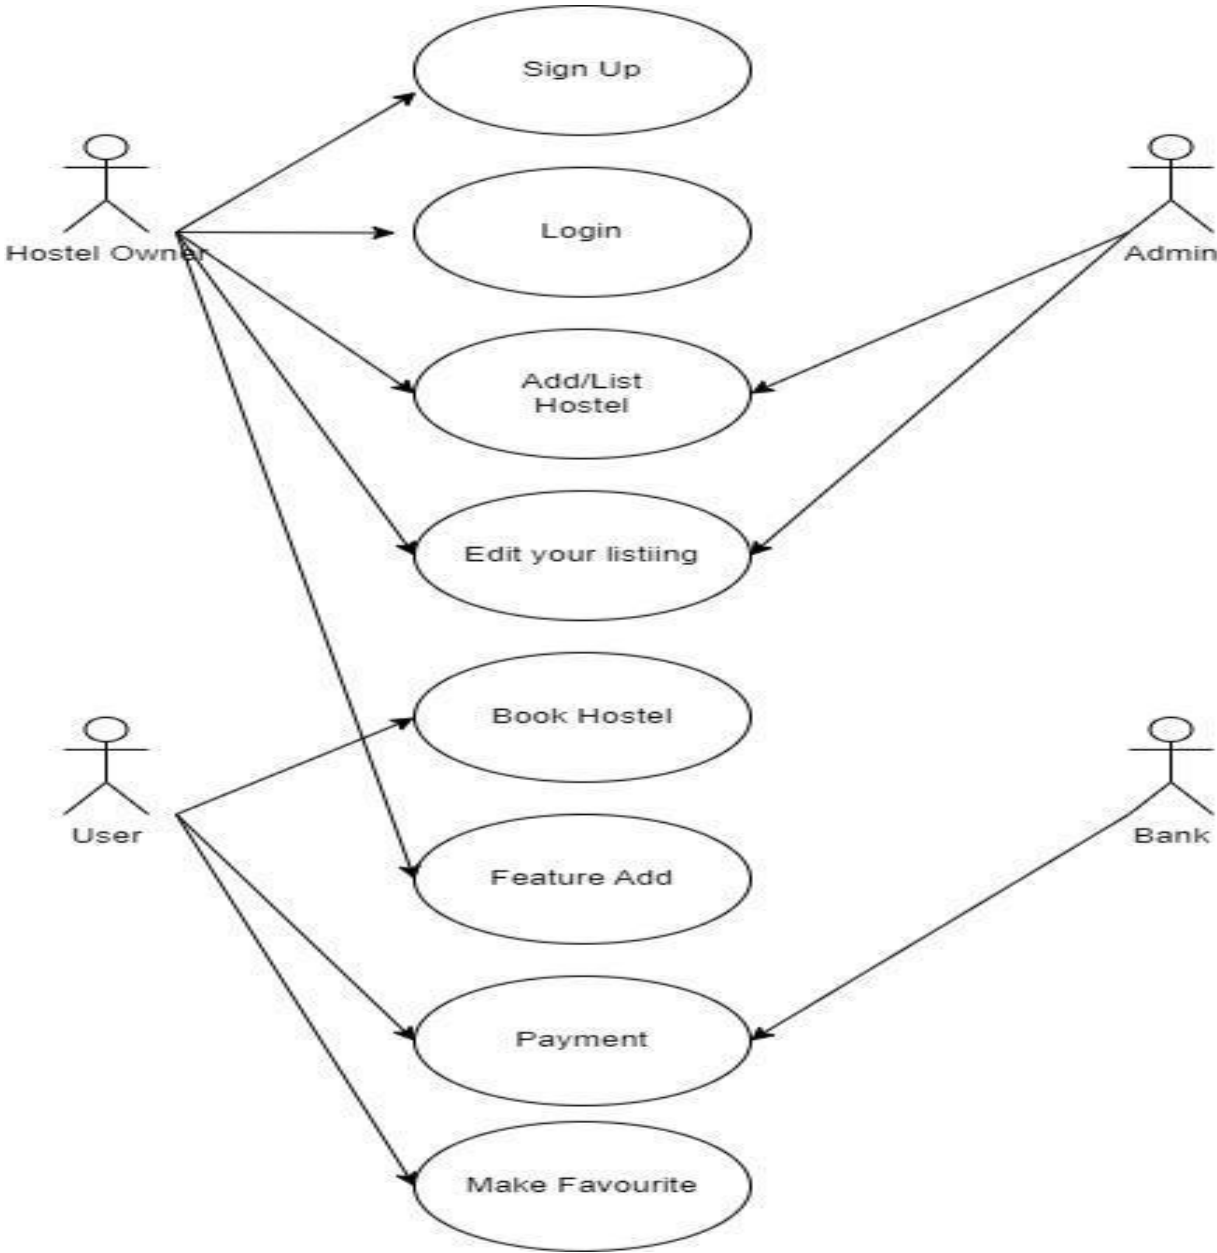 Sign Up
Hostel Owner
Login
Admin
Add/List
Hostel
Edit your listiing
Book Hostel
User
Bank
Feature Add
Payment
Make Favourite